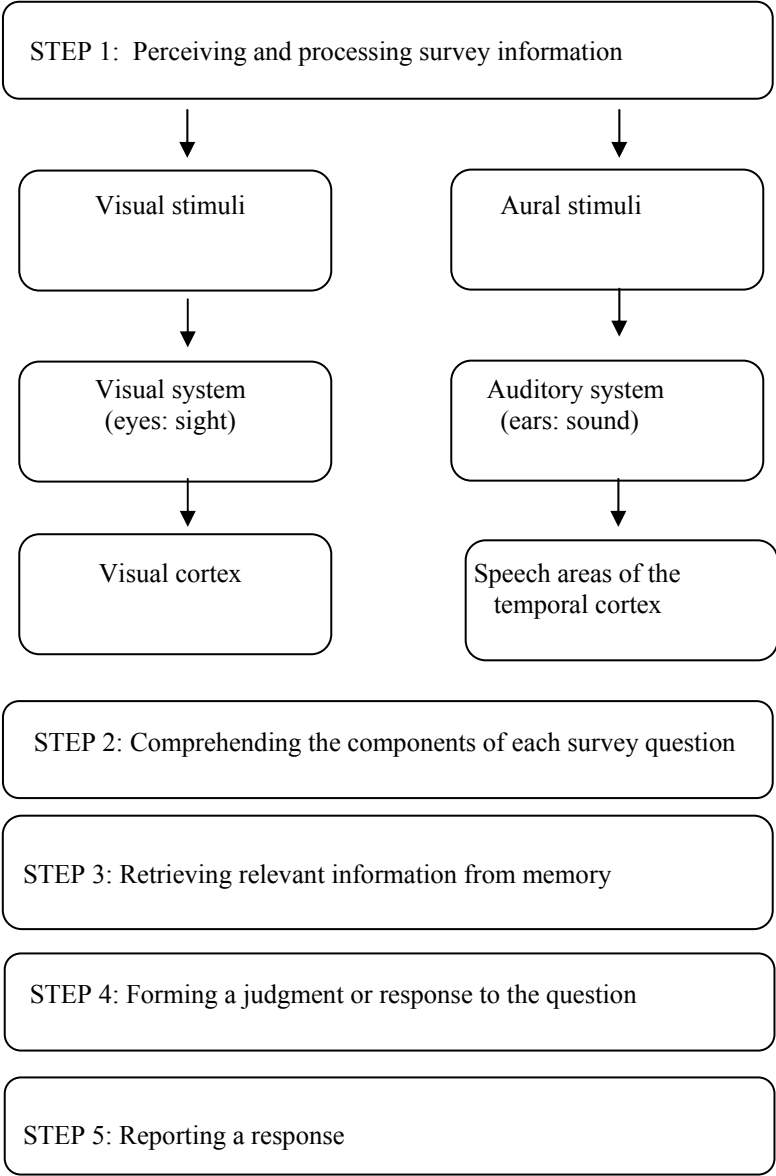 STEP 1:  Perceiving and processing survey information
Visual stimuli
Aural stimuli
Visual system
(eyes: sight)
Auditory system
(ears: sound)
Visual cortex
Speech areas of the
temporal cortex
STEP 2: Comprehending the components of each survey question
STEP 3: Retrieving relevant information from memory
STEP 4: Forming a judgment or response to the question
STEP 5: Reporting a response